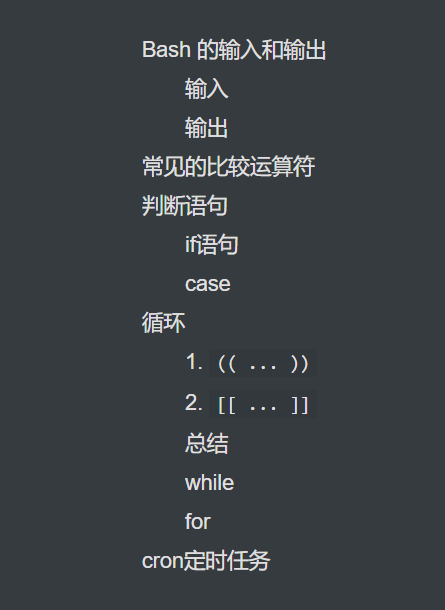 Bash 的输入和输出
输入
输出
常见的比较运算符
判断语句
if语句
case
循环
1. (( ... ))
2. [[ ... ]]
总结
while
for
cron定时任务